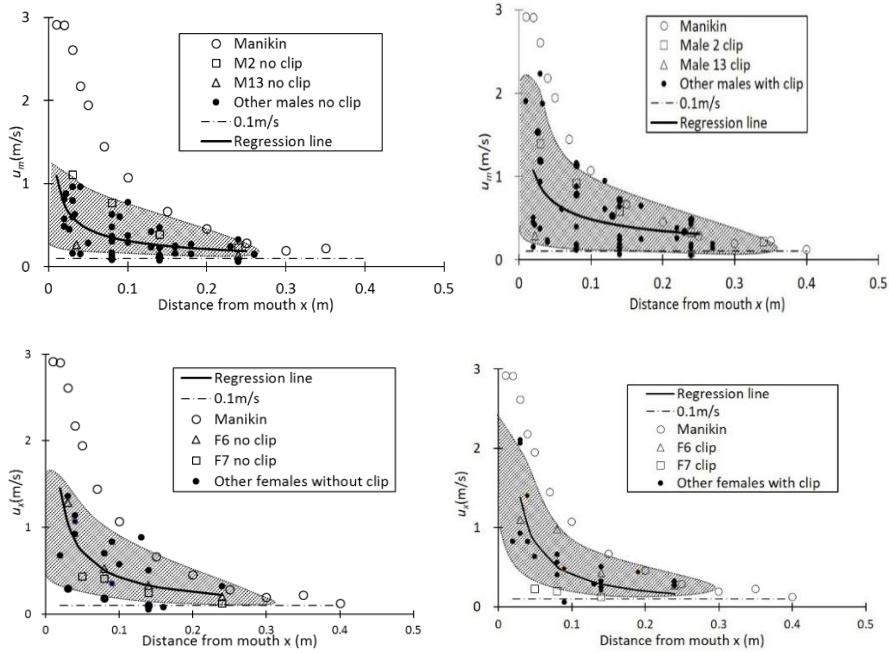 3
2
1
0
0
0.1
0.2
0.3
0.4
0.5
u_m(m/s)
Distance from mouth x (m)
Manikin
M2 no clip
M13 no clip
Other males no clip
0.1m/s
Regression line
3
2
1
0
0
0.1
0.2
0.3
0.4
0.5
u_m(m/s)
Distance from mouth x (m)
Manikin
Male 2 clip
Male 13 clip
Other males with clip
0.1m/s
Regression line
3
2
1
0
0
0.1
0.2
0.3
0.4
0.5
u_x(m/s)
Distance from mouth x (m)
Regression line
0.1m/s
Manikin
F6 no clip
F7 no clip
Other females without clip
3
2
1
0
0
0.1
0.2
0.3
0.4
0.5
u_x(m/s)
Distance from mouth x (m)
Regression line
0.1m/s
Manikin
F6 clip
F7 clip
Other females with clip